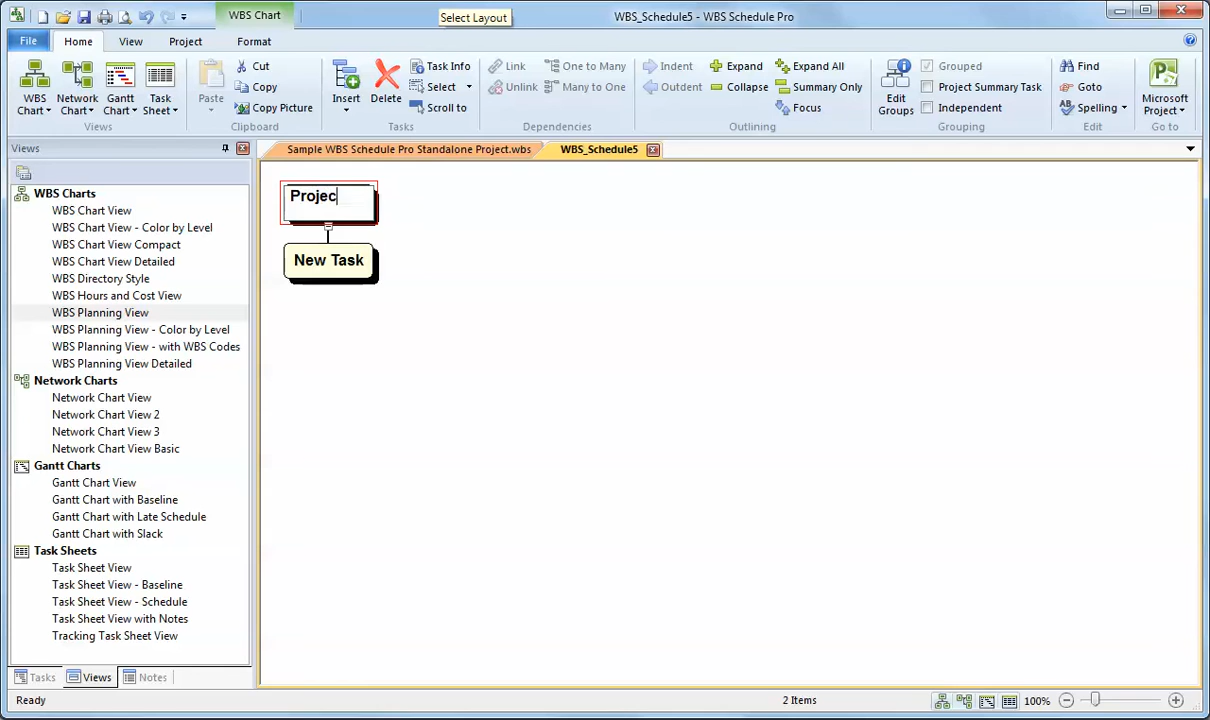 WBS Chart
Select Layout
WBS_Schedule5 - WBS Schedule Pro
File
Home
View
Project
Task
Format
WBS Chart
Network Chart
Gantt Chart
Task Sheet
Views
Paste
Cut
Copy
Copy Picture
Clipboard
Insert
Delete
Task Info
Select
Scroll to
Tasks
Link
Unlink
One to Many
Many to One
Dependencies
Indent
Outdent
Expand
Collapse
Expand All
Summary Only
Focus
Outlining
Edit Groups
Grouped
Project Summary Task
Independent
Grouping
Find
Goto
Spelling
Edit
Microsoft Project
Go to
Views
Sample WBS Schedule Pro Standalone Project.wbs
WBS_Schedule5
WBS Charts
WBS Chart View
WBS Chart View - Color by Level
WBS Chart View Compact
WBS Chart View Detailed
WBS Directory Style
WBS Hours and Cost View
WBS Planning View
WBS Planning View - Color by Level
WBS Planning View - with WBS Codes
WBS Planning View Detailed
Network Charts
Network Chart View
Network Chart View 2
Network Chart View 3
Network Chart View Basic
Gantt Charts
Gantt Chart View
Gantt Chart with Baseline
Gantt Chart with Late Schedule
Gantt Chart with Slack
Task Sheets
Task Sheet View
Task Sheet View - Baseline
Task Sheet View - Schedule
Task Sheet View with Notes
Tracking Task Sheet View
Projec
New Task
Tasks
Views
Notes
Ready
2 Items
100%